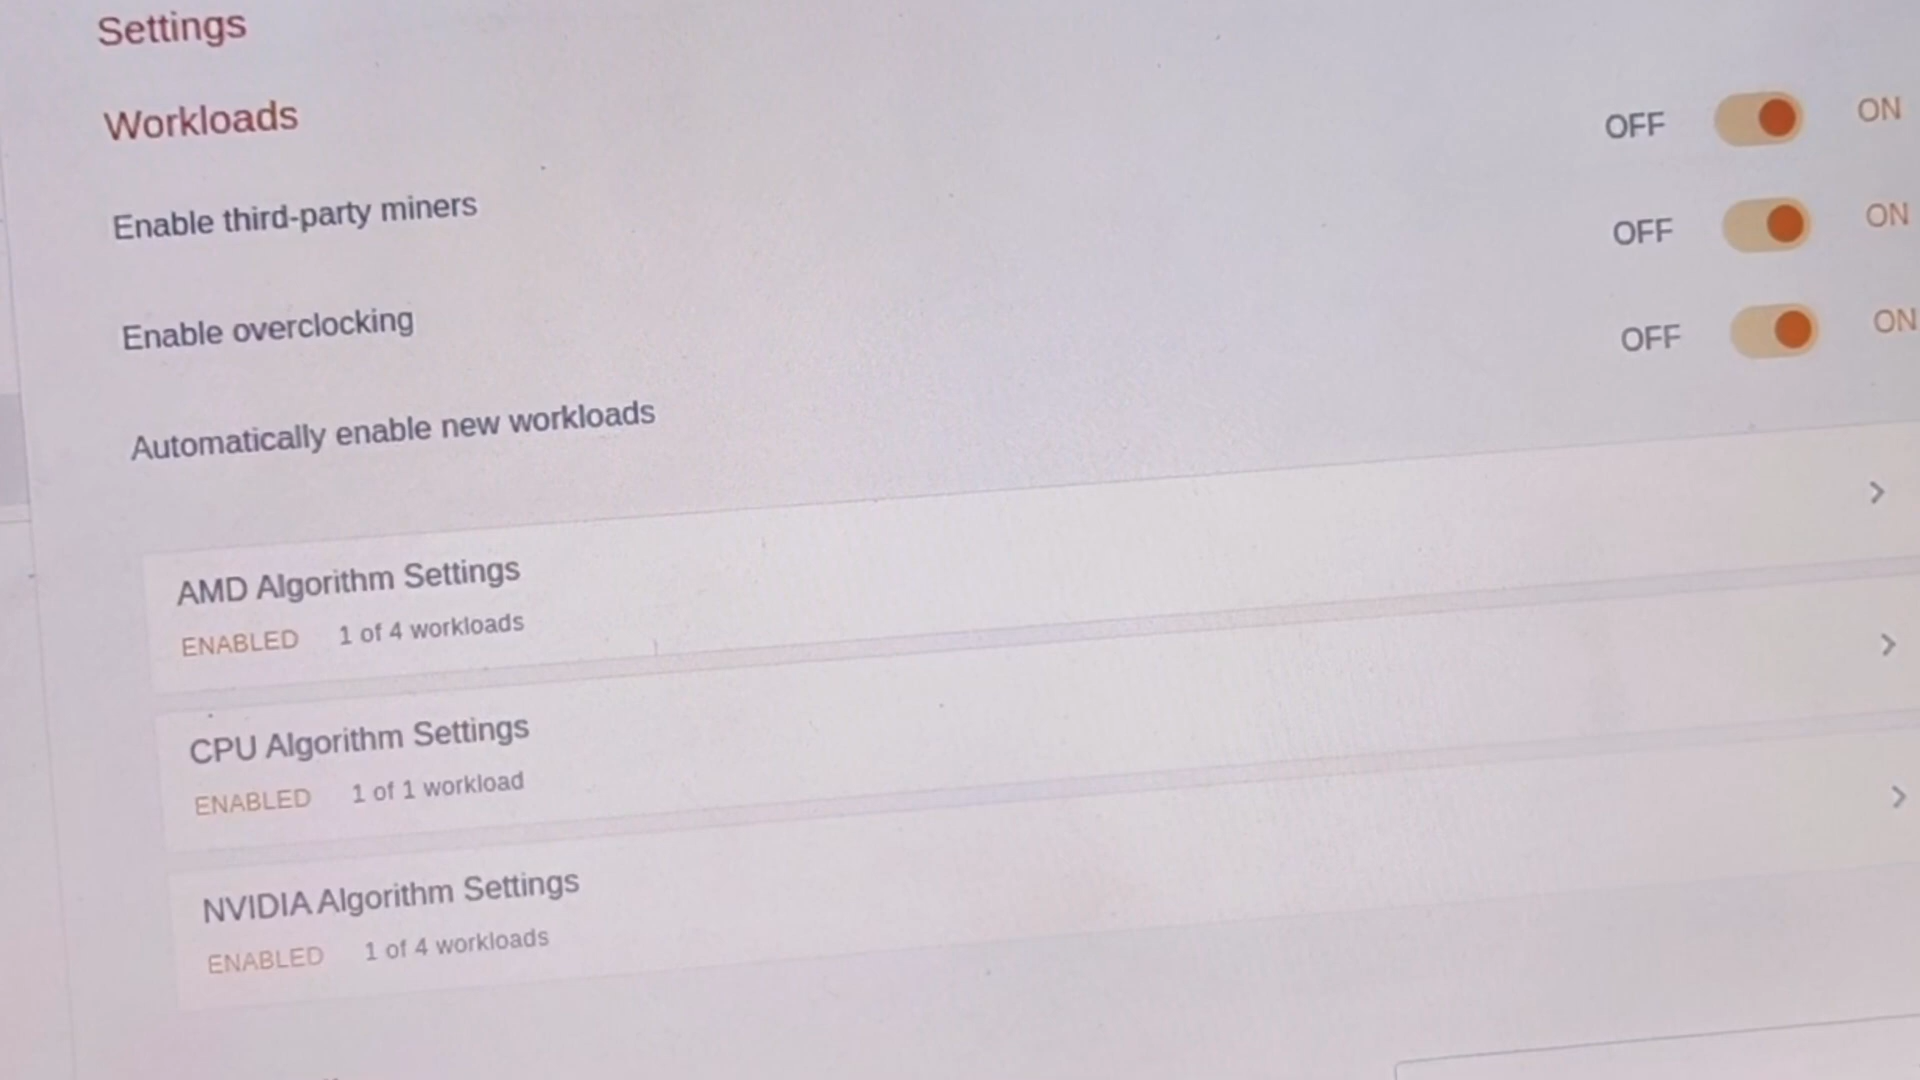 Settings
Workloads
Enable third-party miners
OFF ON
Enable overclocking
OFF ON
Automatically enable new workloads
OFF ON
AMD Algorithm Settings
ENABLED 1 of 4 workloads
CPU Algorithm Settings
ENABLED 1 of 1 workload
NVIDIA Algorithm Settings
ENABLED 1 of 4 workloads